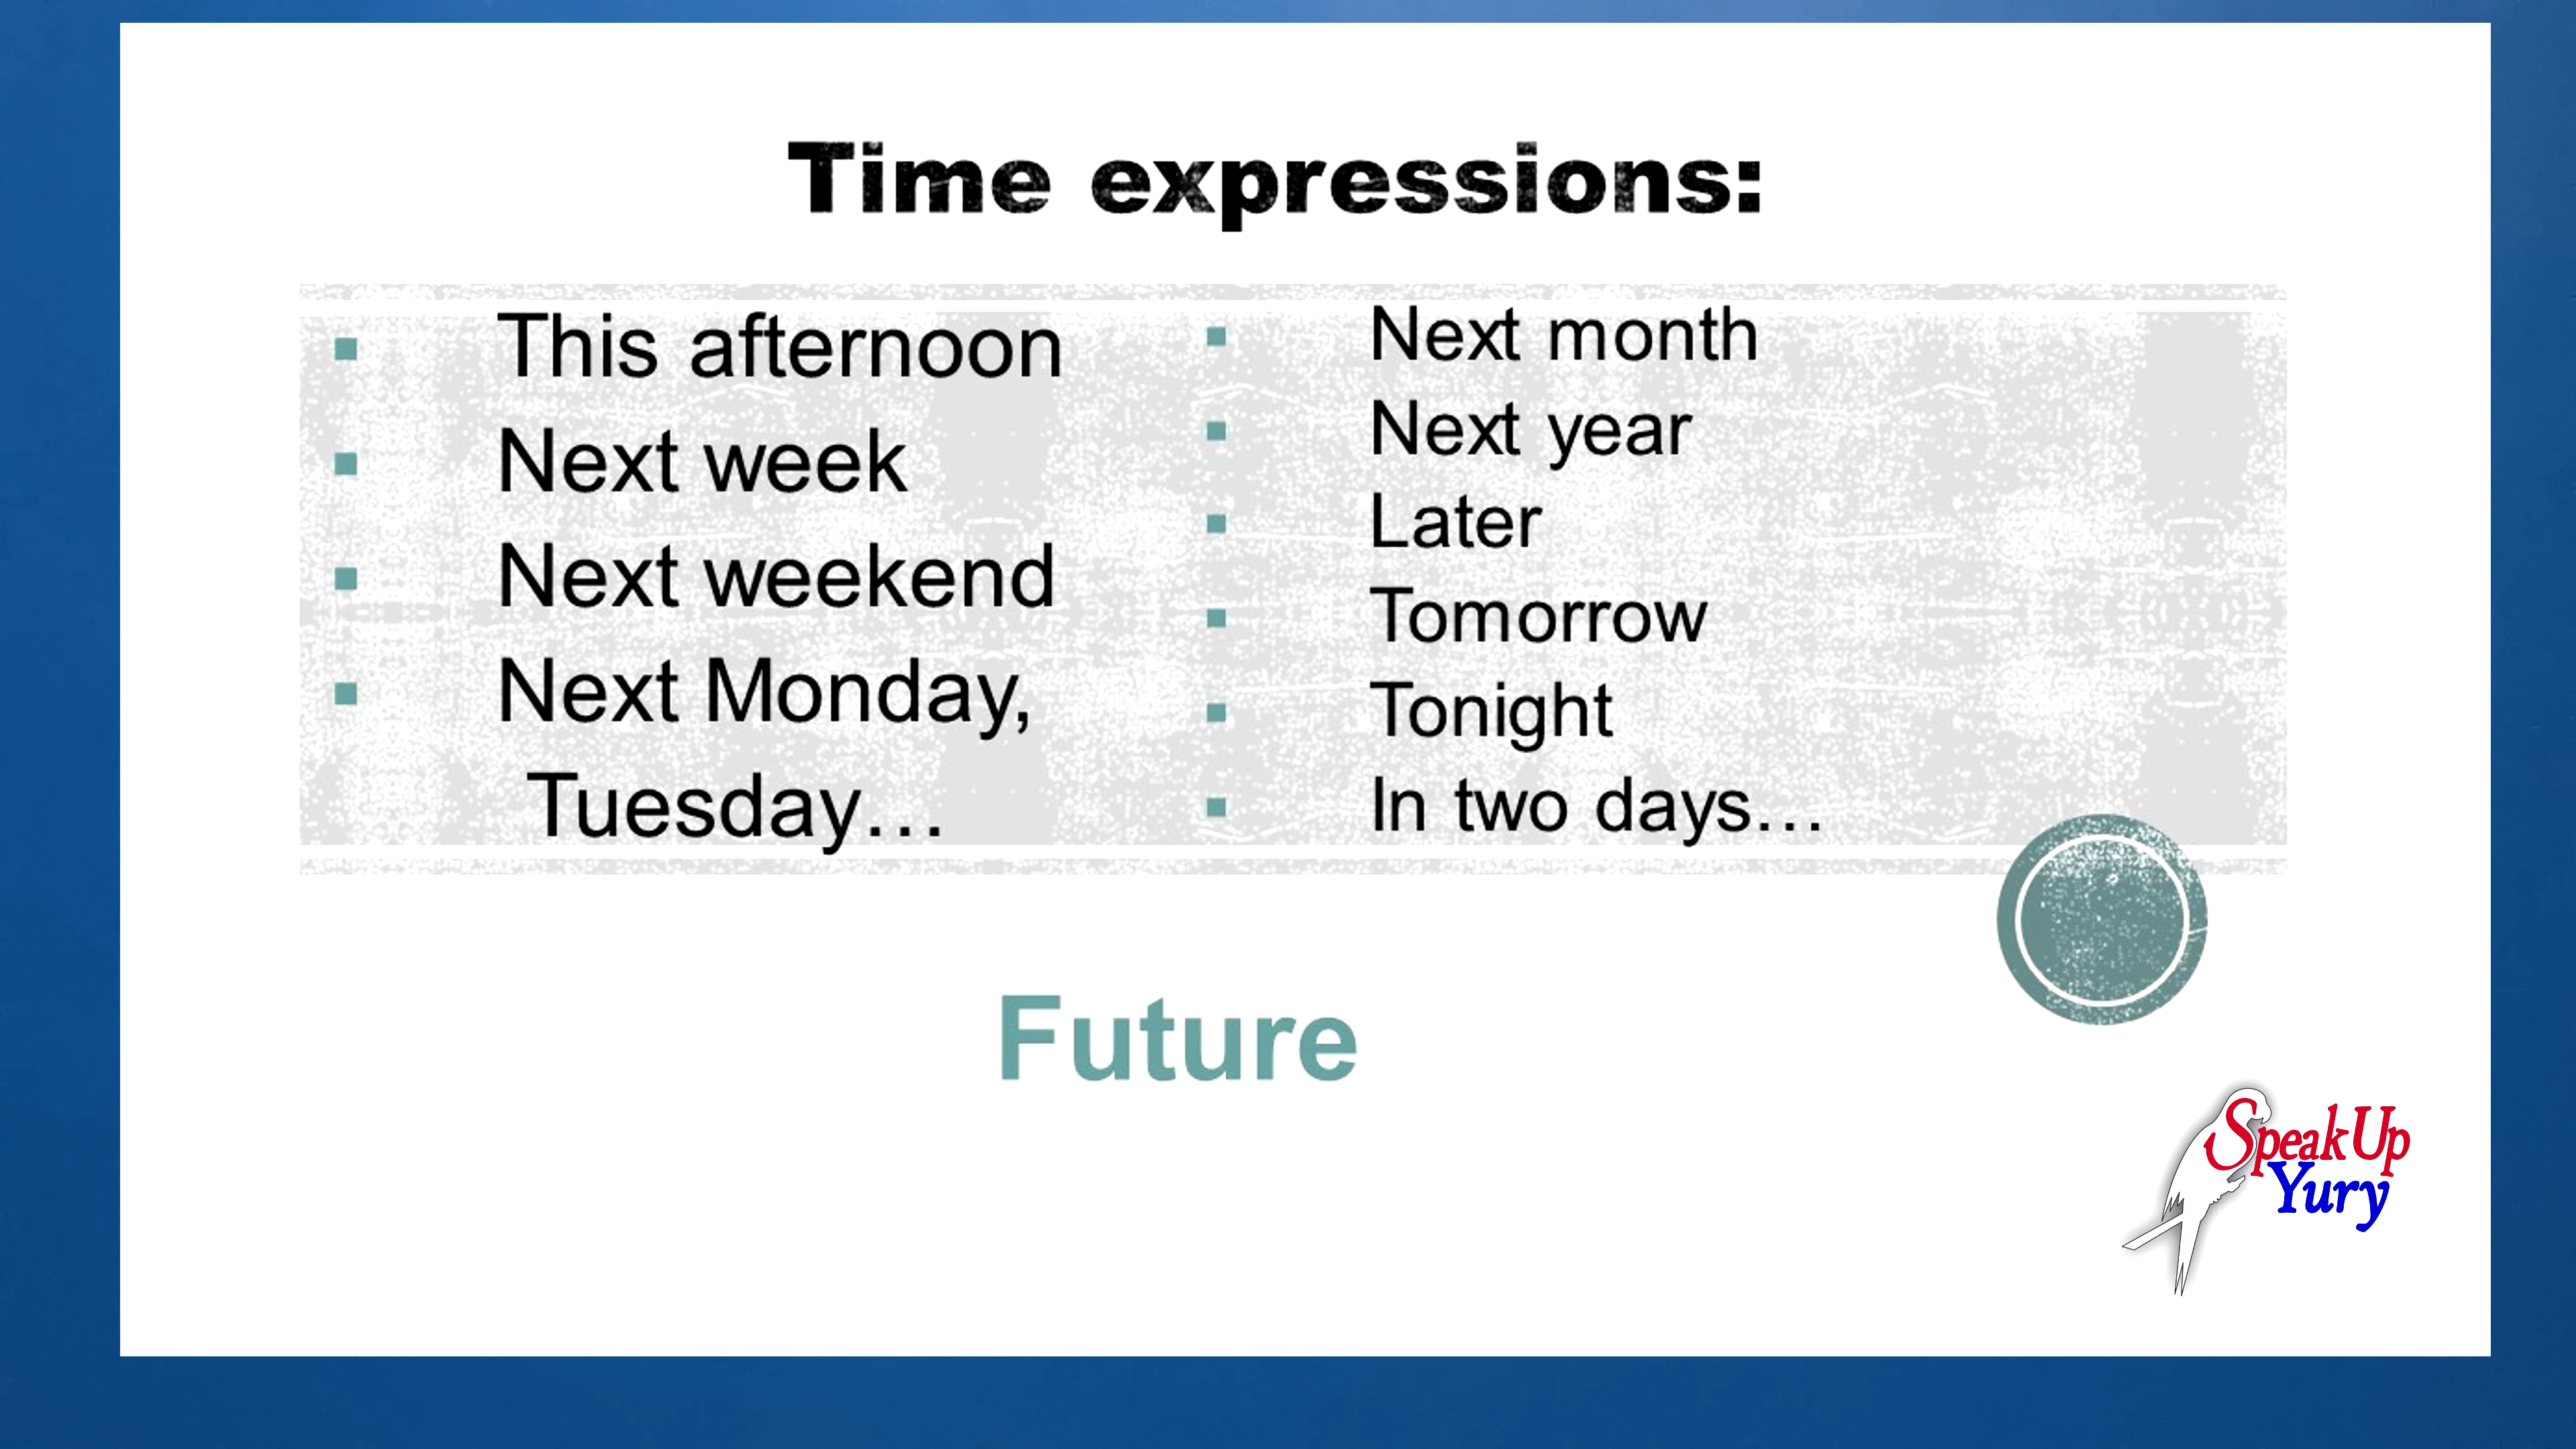 Time expressions:
This afternoon
Next week
Next weekend
Next Monday,
Tuesday…
Next month
Next year
Later
Tomorrow
Tonight
In two days…
Future
SpeakUp
Yury